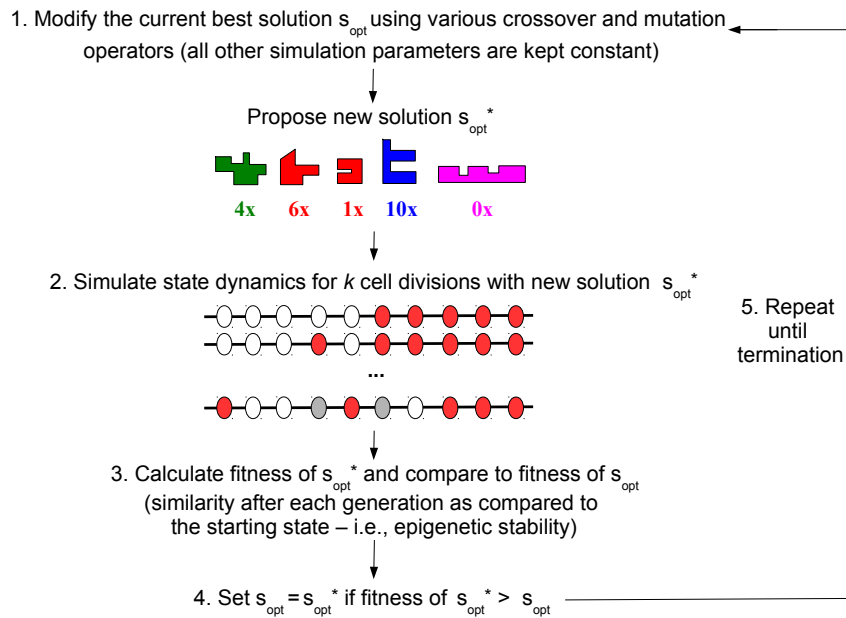 1. Modify the current best solution s_opt using various crossover and mutation
operators (all other simulation parameters are kept constant)
Propose new solution s_opt*
4x 6x 1x 10x 0x
2. Simulate state dynamics for k cell divisions with new solution s_opt*
...
5. Repeat
until
termination
3. Calculate fitness of s_opt* and compare to fitness of s_opt
(similarity after each generation as compared to
the starting state – i.e., epigenetic stability)
4. Set s_opt = s_opt* if fitness of s_opt* > s_opt